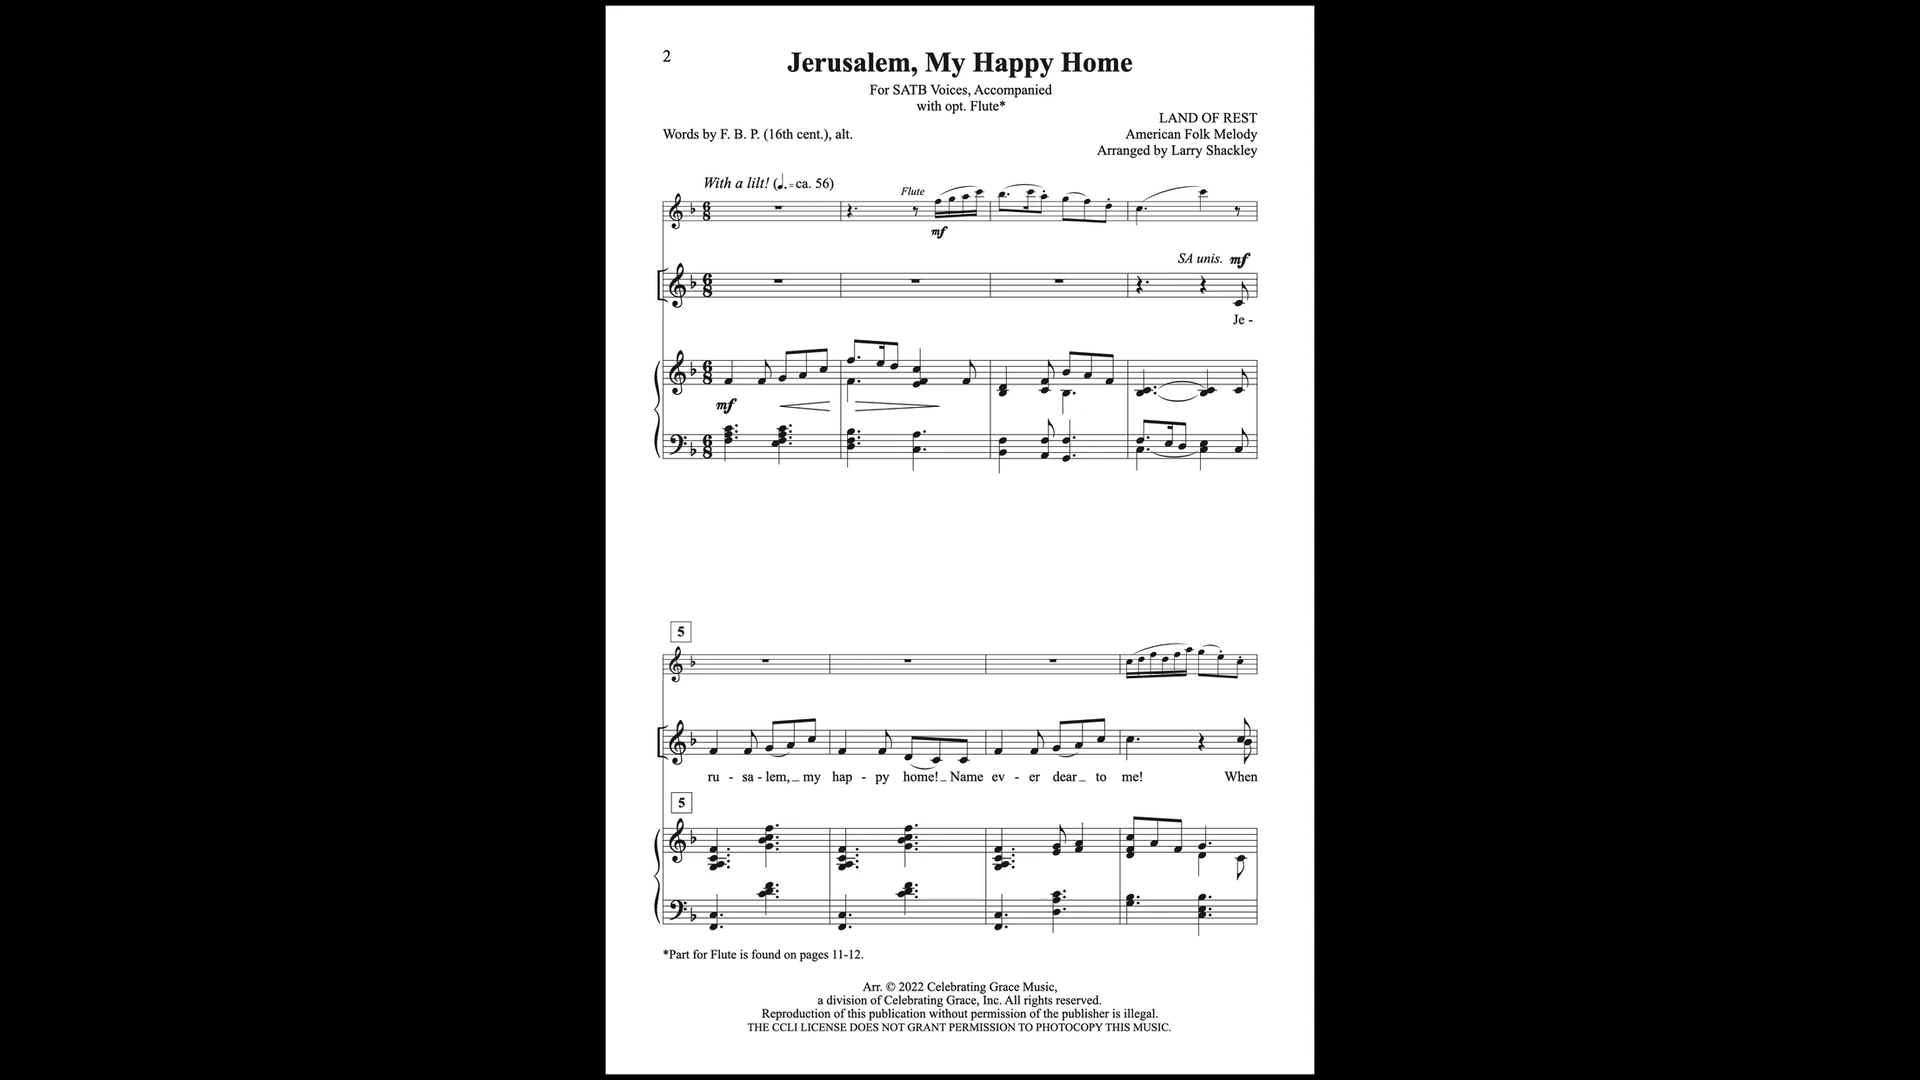 2
Jerusalem, My Happy Home
For SATB Voices, Accompanied
with opt. Flute*
LAND OF REST
Words by F. B. P. (16th cent.), alt.
American Folk Melody
Arranged by Larry Shackley
With a lilt! (♩. = ca. 56)
Flute
mf
SA unis. mf
Je -
mf
5
ru - sa - lem, _ my hap - py home! _ Name ev - er dear _ to me! When
5
*Part for Flute is found on pages 11-12.
Arr. © 2022 Celebrating Grace Music,
a division of Celebrating Grace, Inc. All rights reserved.
Reproduction of this publication without permission of the publisher is illegal.
THE CCLI LICENSE DOES NOT GRANT PERMISSION TO PHOTOCOPY THIS MUSIC.